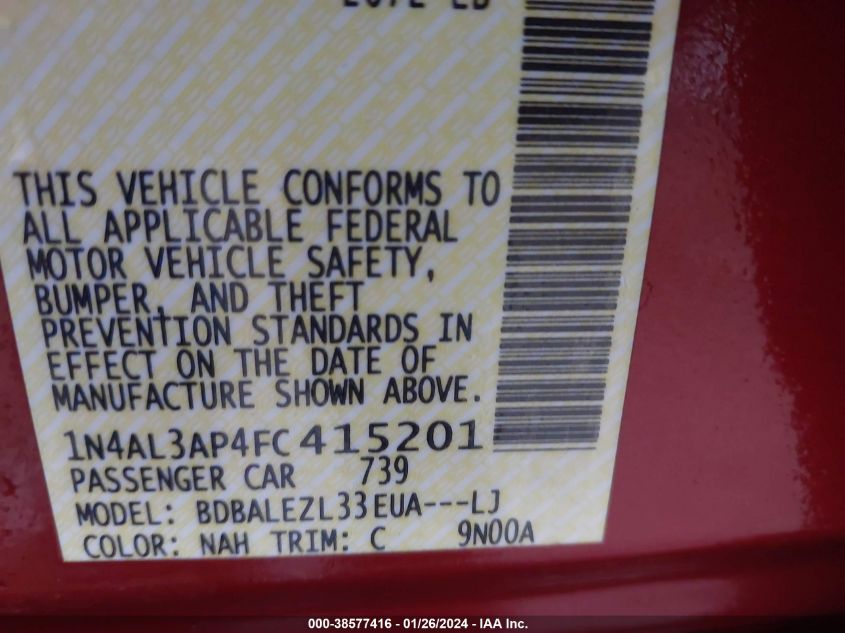 THIS VEHICLE CONFORMS TO
ALL APPLICABLE FEDERAL
MOTOR VEHICLE SAFETY,
BUMPER, AND THEFT
PREVENTION STANDARDS IN
EFFECT ON THE DATE OF
MANUFACTURE SHOWN ABOVE.
1N4AL3AP4FC415201
PASSENGER CAR 739
MODEL: BDBALEZL33EUA---LJ
COLOR: NAH TRIM: C 9N00A
000-38577416 - 01/26/2024 - IAA Inc.